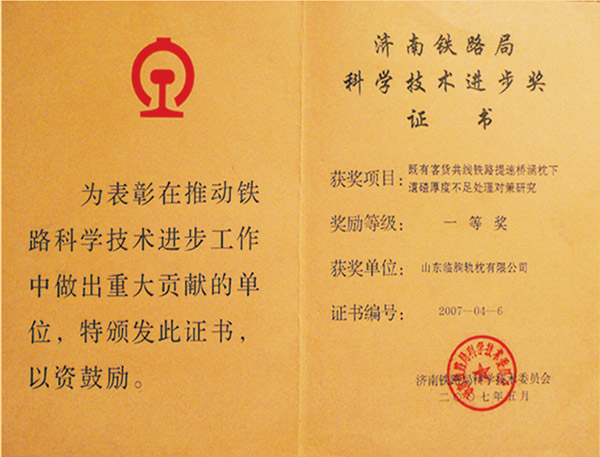 为表彰在推动铁
路科学技术进步工作
中做出重大贡献的单
位，特颁发此证书，
以资鼓励。
济南铁路局
科学技术进步奖
证 书
获奖项目：既有客货共线铁路提速桥涵枕下
道碴厚度不足处理对策研究
奖励等级：一等奖
获奖单位：山东临朐轨枕有限公司
证书编号：2007—04—6
济南铁路局科学技术委员会
二〇〇七年五月